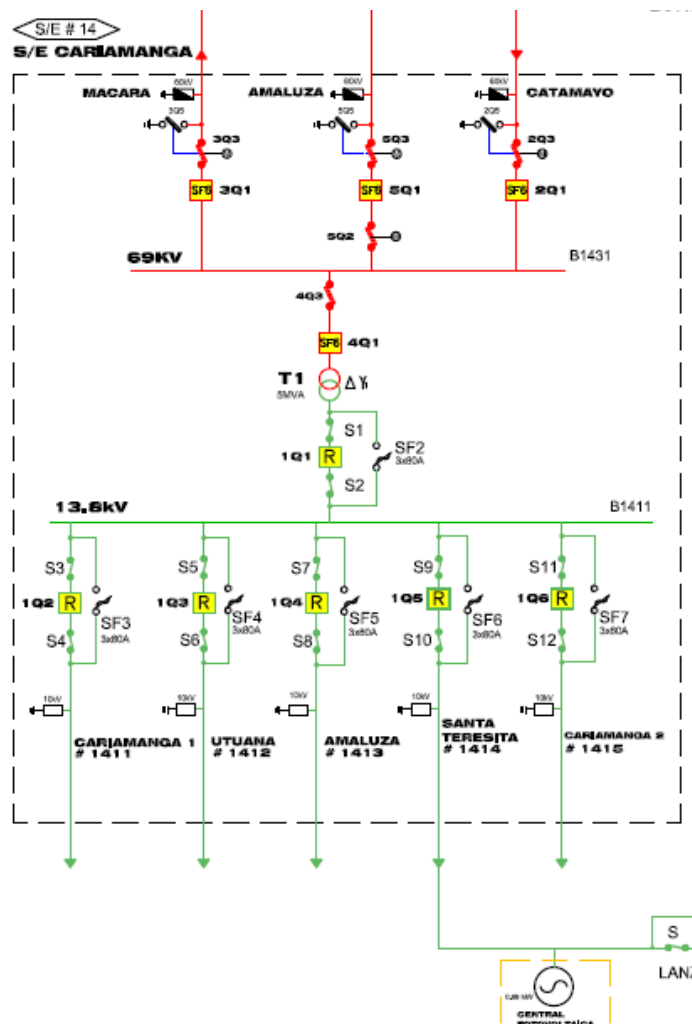 S/E # 14
S/E CARIAMANGA
MACARA
60kV
AMALUZA
60kV
60kV
CATAMAYO
3Q5
5Q5
2Q5
3Q3
5Q3
2Q3
SF6 3Q1
SF6 5Q1
SF6 2Q1
5Q2
69KV
B1431
4Q3
SF6 4Q1
T1
5MVA
S1
1Q1 R
SF2
3x80A
S2
13.8kV
B1411
S3
S5
S7
S9
S11
1Q2 R
1Q3 R
1Q4 R
1Q5 R
1Q6 R
SF3
3x80A
SF4
3x80A
SF5
3x80A
SF6
3x80A
SF7
3x80A
S4
S6
S8
S10
S12
10kV
10kV
10kV
10kV
10kV
CARIAMANGA 1
# 1411
UTUANA
# 1412
AMALUZA
# 1413
SANTA
TERESITA
# 1414
CARIAMANGA 2
# 1415
S
LANZ
CENTRAL